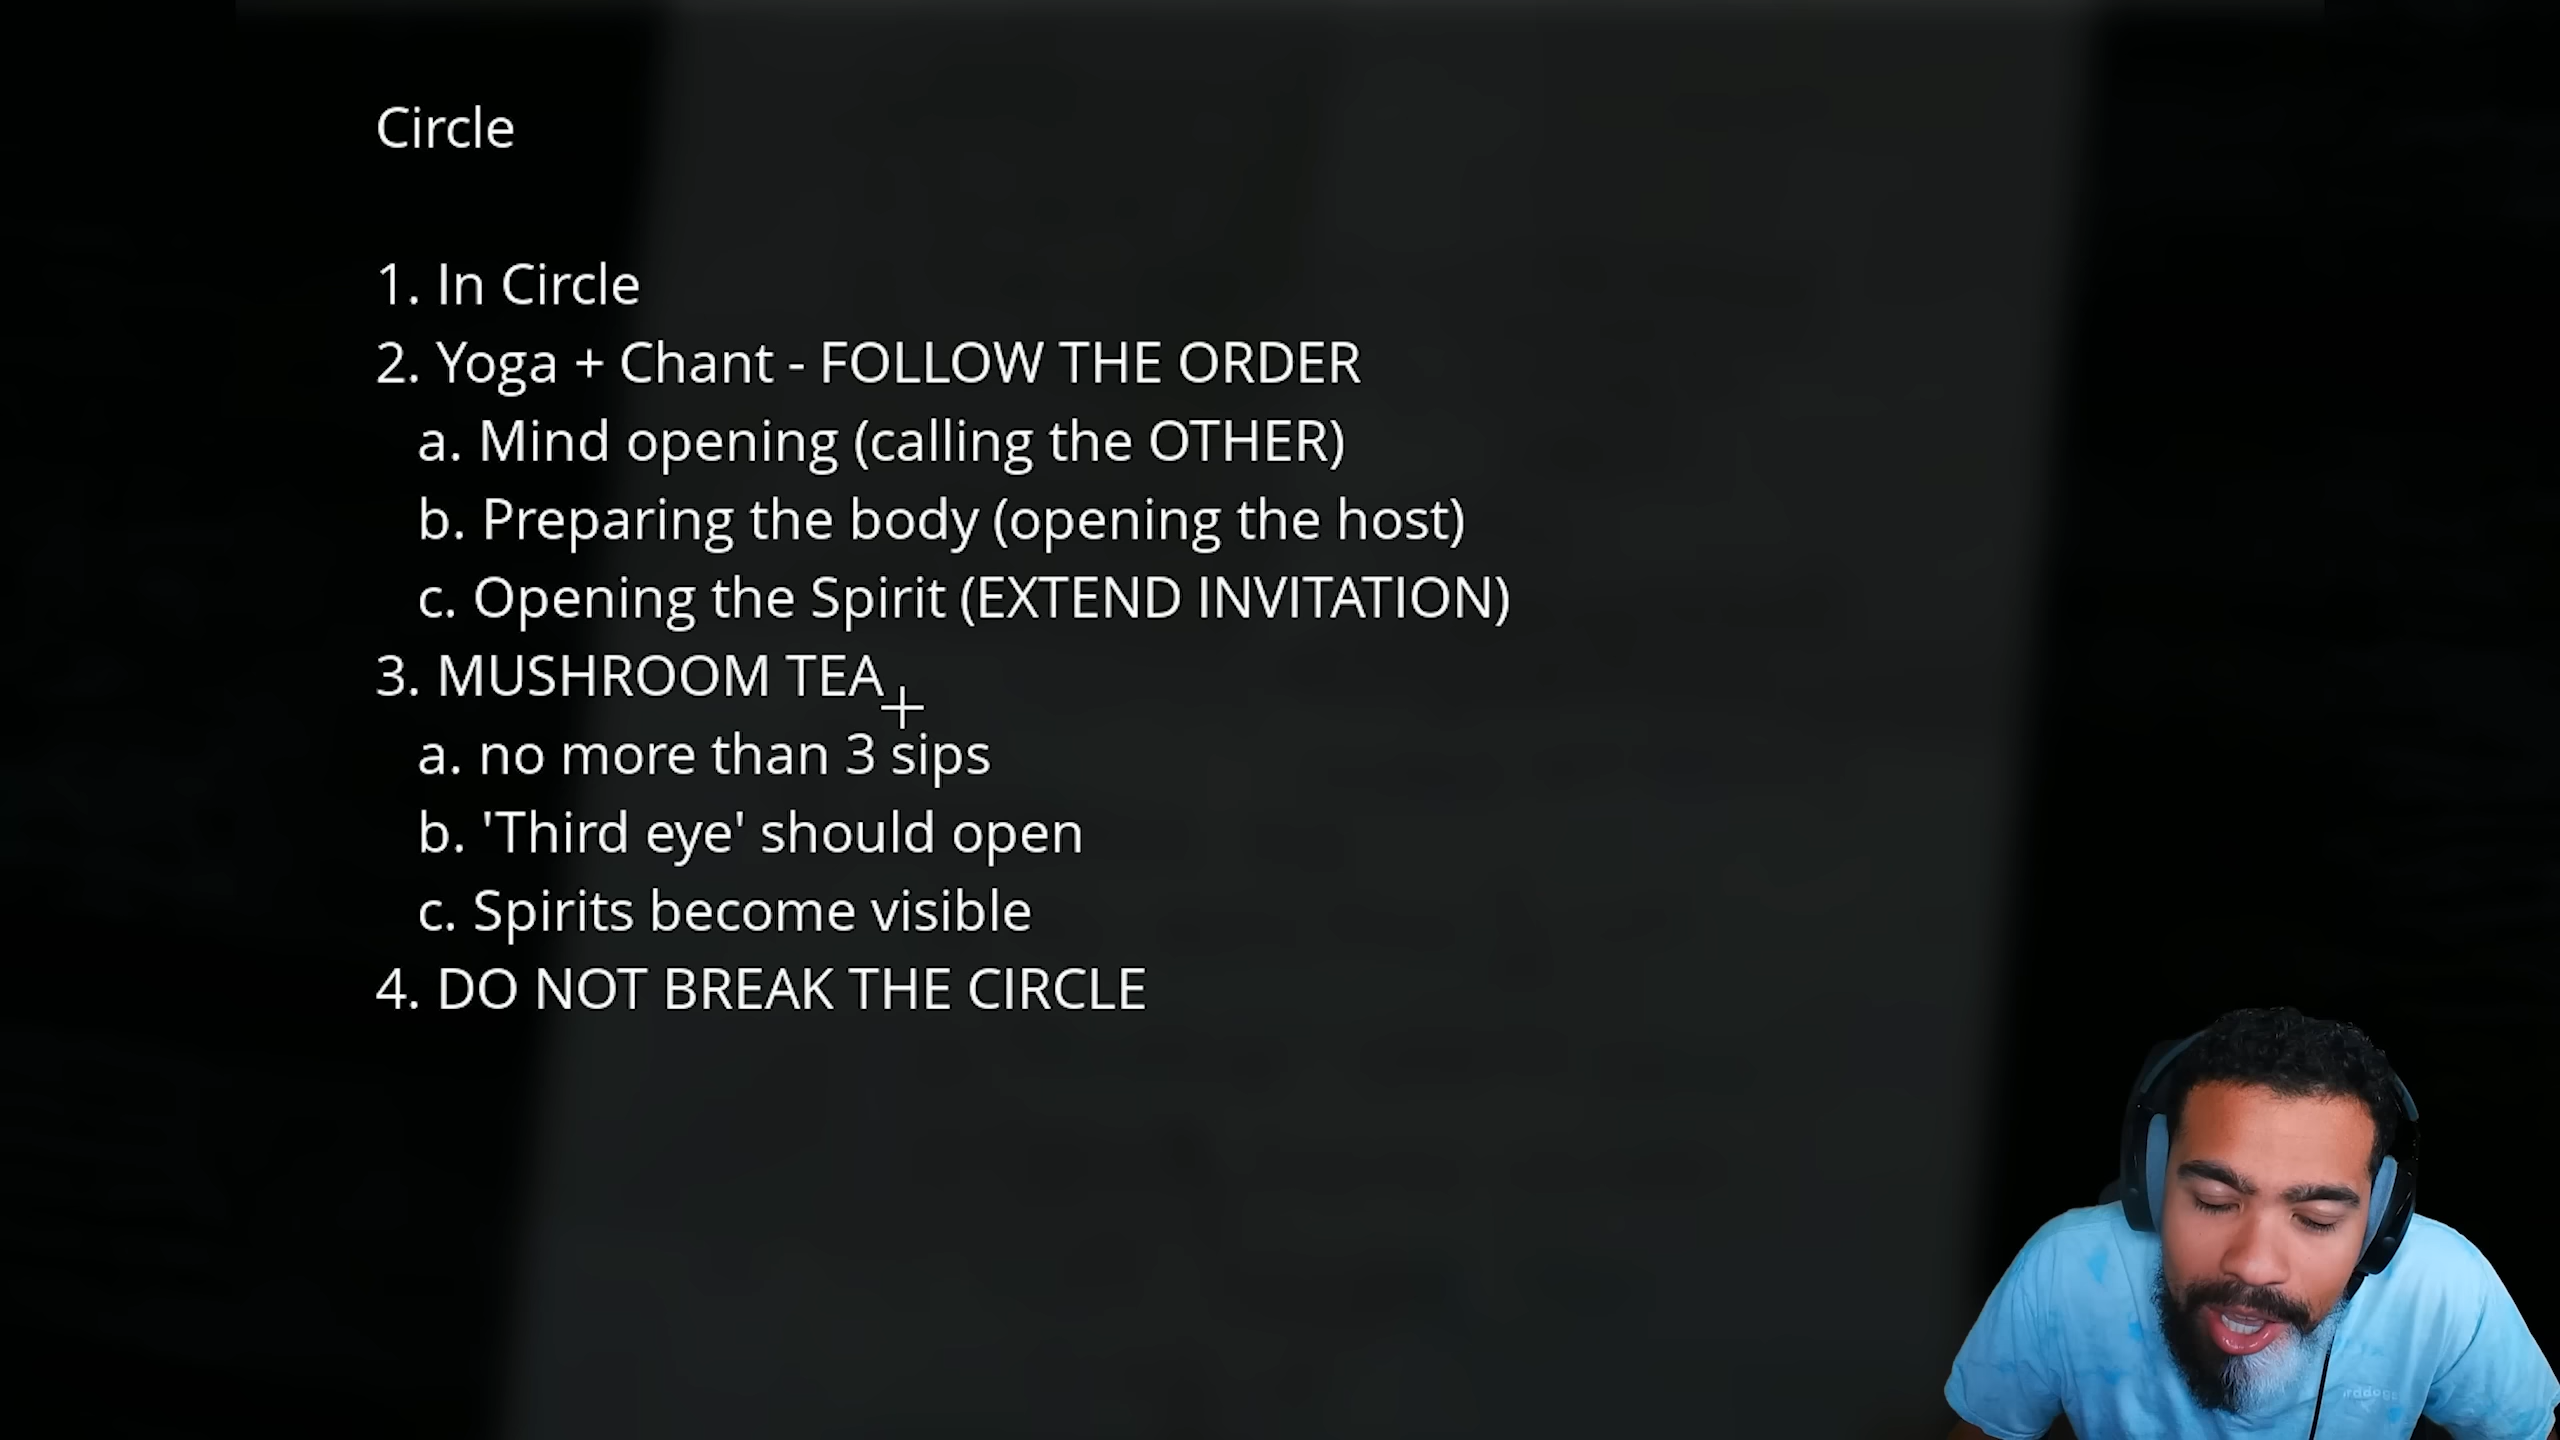 Circle
1. In Circle
2. Yoga + Chant - FOLLOW THE ORDER
a. Mind opening (calling the OTHER)
b. Preparing the body (opening the host)
c. Opening the Spirit (EXTEND INVITATION)
3. MUSHROOM TEA
a. no more than 3 sips
b. 'Third eye' should open
c. Spirits become visible
4. DO NOT BREAK THE CIRCLE